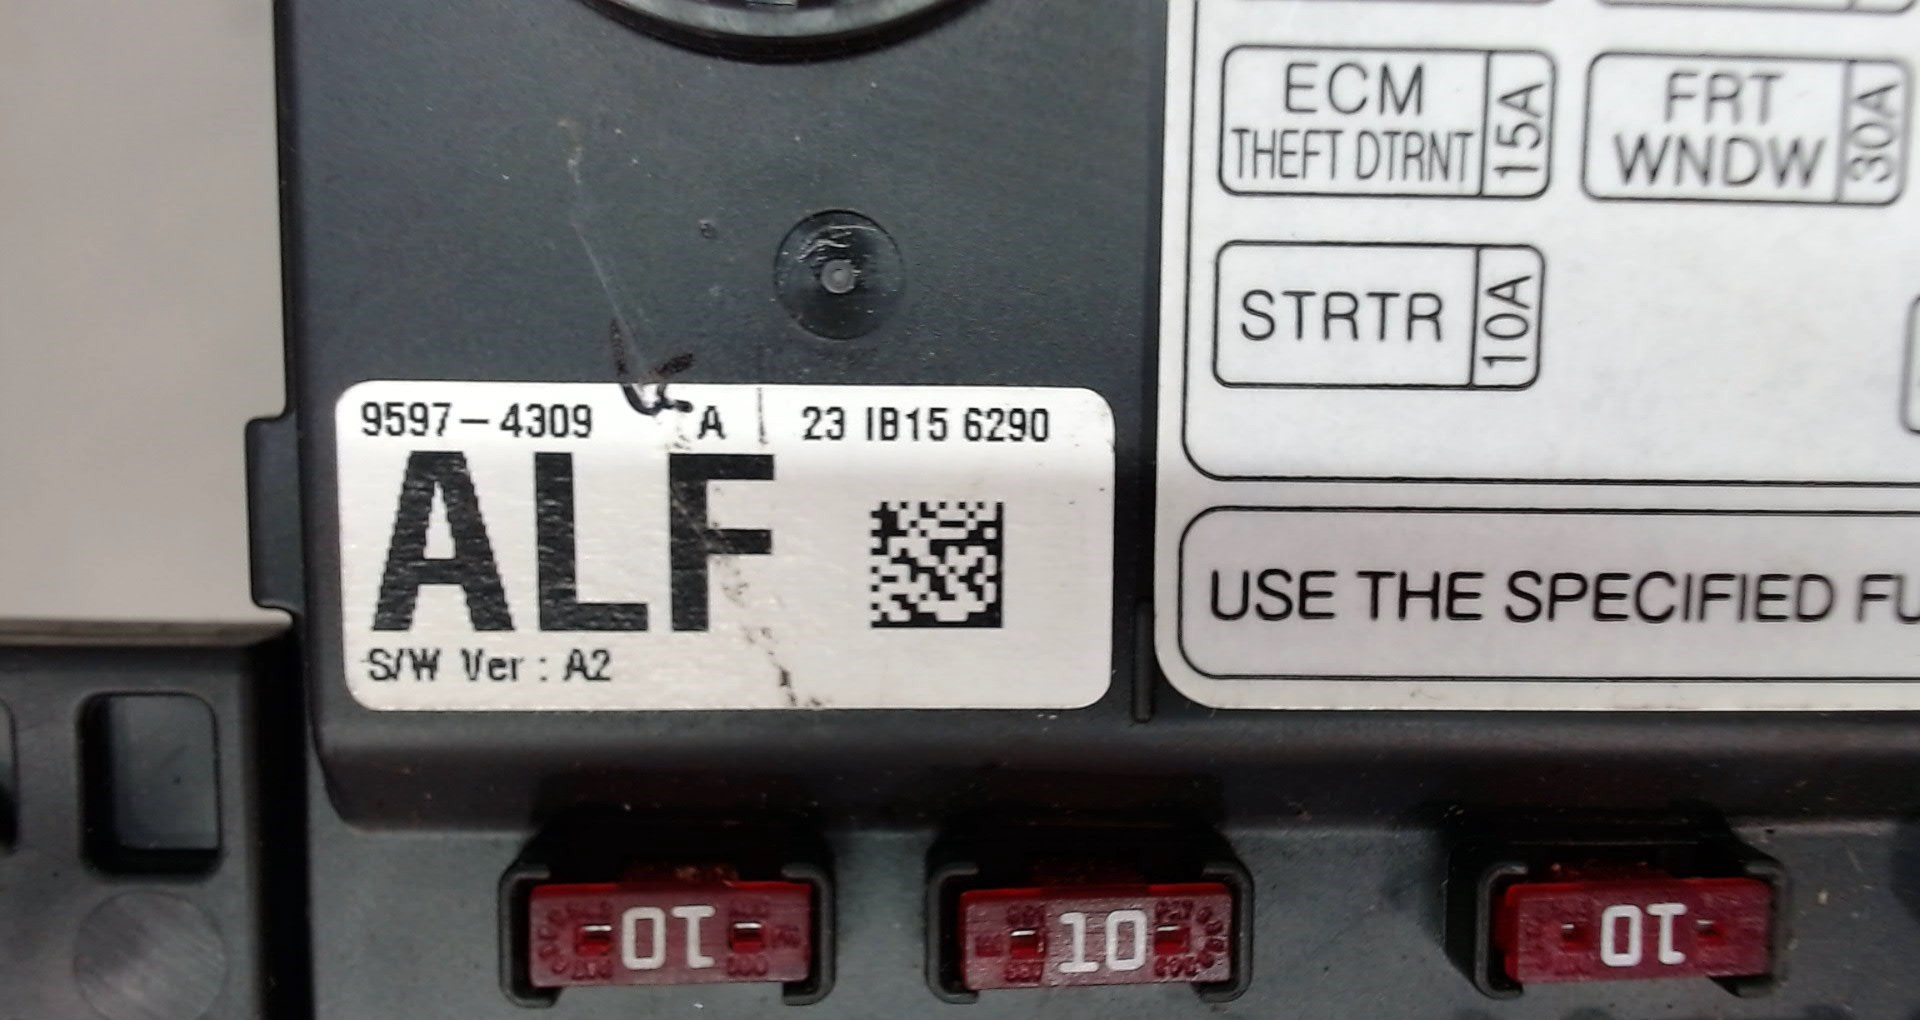 ECM
THEFT DTRNT
15A
FRT
WNDW
30A
STRTR
10A
9597-4309 A 23 IB15 6290
ALF
S/W Ver : A2
USE THE SPECIFIED FU
10
10
10